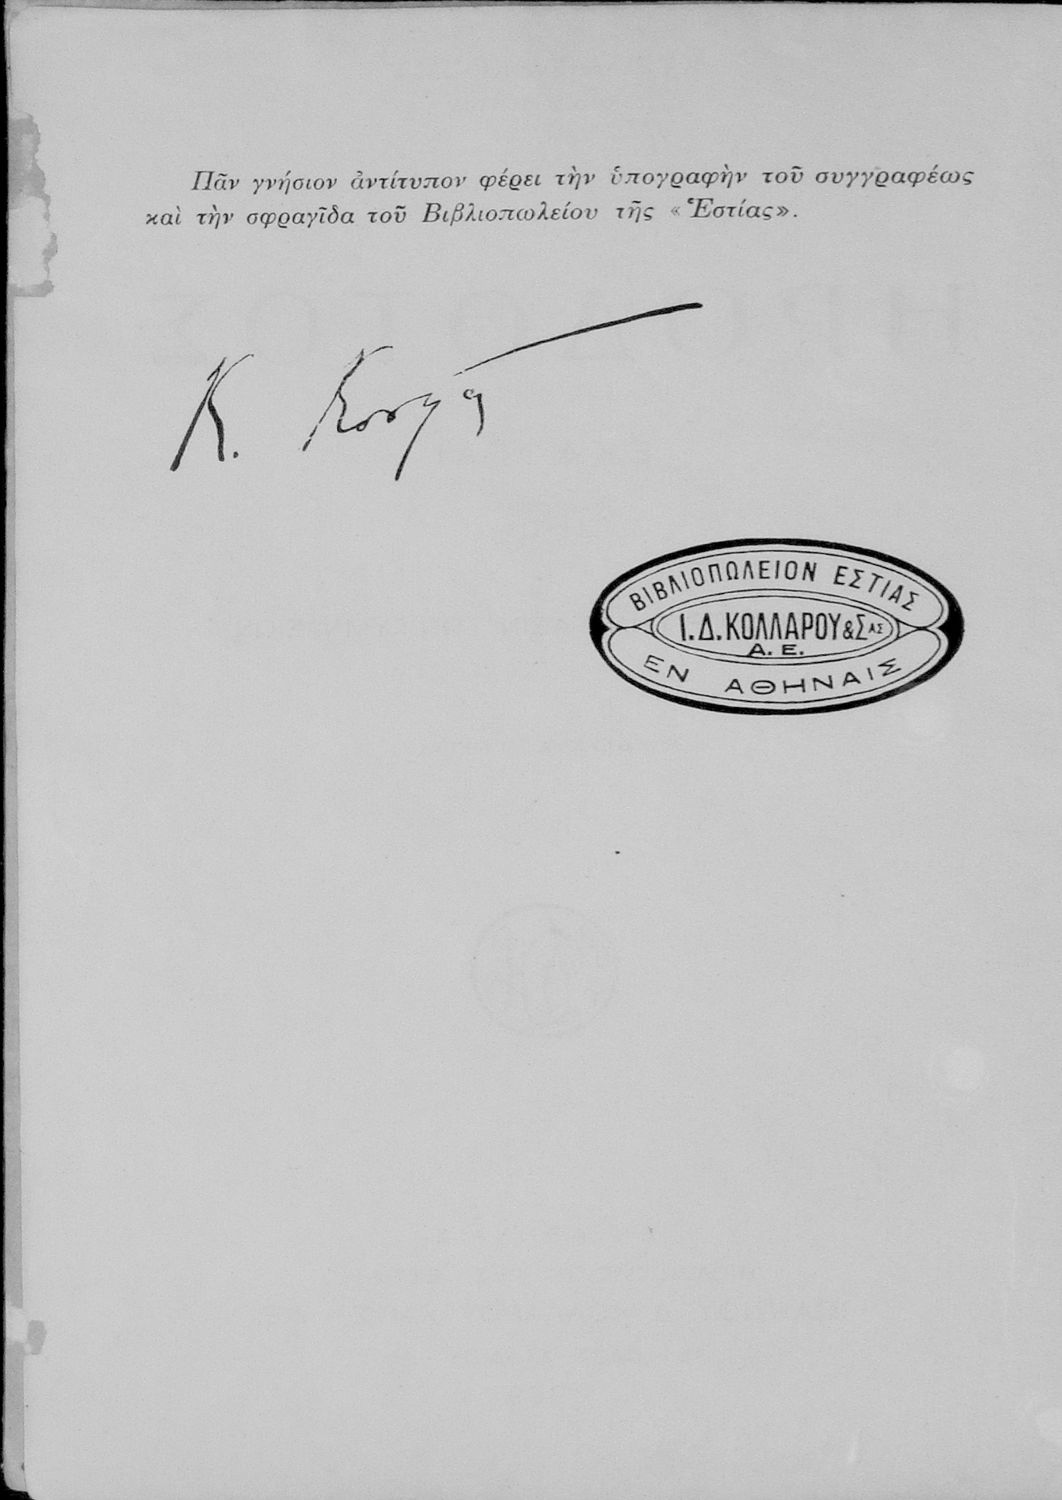 Πᾶν γνήσιον ἀντίτυπον φέρει τὴν ὑπογραφὴν τοῦ συγγραφέως
καὶ τὴν σφραγῖδα τοῦ Βιβλιοπωλείου τῆς «Ἑστίας».
Κ.
ΒΙΒΛΙΟΠΩΛΕΙΟΝ ΕΣΤΙΑΣ
Ι.Δ.ΚΟΛΛΑΡΟΥ&ΣΑΣ
Α.Ε.
ΕΝ ΑΘΗΝΑΙΣ